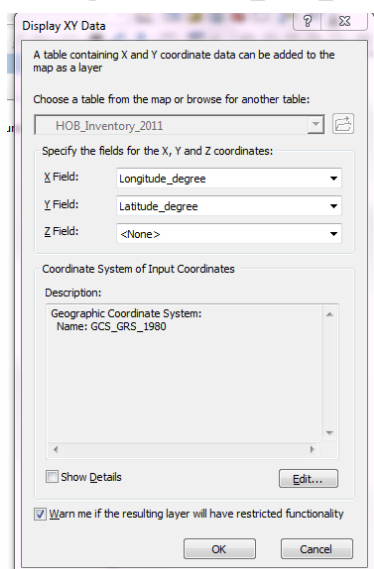 Display XY Data
A table containing X and Y coordinate data can be added to the
map as a layer
Choose a table from the map or browse for another table:
HOB_Inventory_2011
Specify the fields for the X, Y and Z coordinates:
X Field: Longitude_degree
Y Field: Latitude_degree
Z Field: <None>
Coordinate System of Input Coordinates
Description:
Geographic Coordinate System:
Name: GCS_GRS_1980
Show Details Edit...
Warn me if the resulting layer will have restricted functionality
OK Cancel